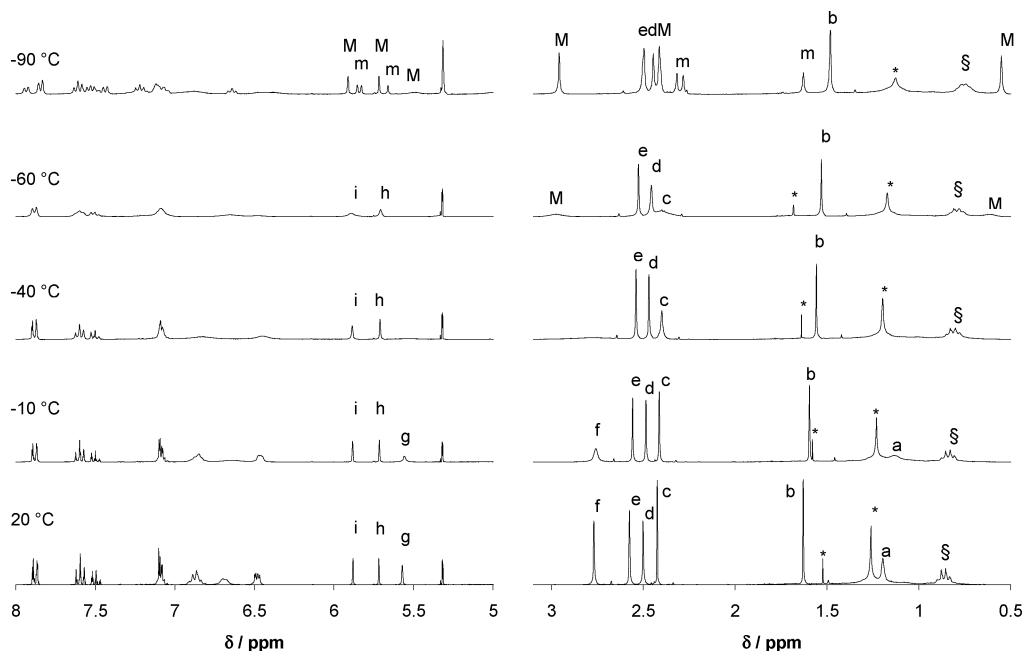 -90 °C
M M
m m M
M
edM
m
m
b
*
§
M
-60 °C
i h
M
e
d
c
*
b
*
§
M
-40 °C
i h
e
d
c
*
b
*
§
-10 °C
i h
g
f
e
d
c
b
*
*
a
§
20 °C
i h
g
f
e
d
c
b
*
*
a
§
8 7.5 7 6.5 6 5.5 5
3 2.5 2 1.5 1 0.5
δ / ppm
δ / ppm